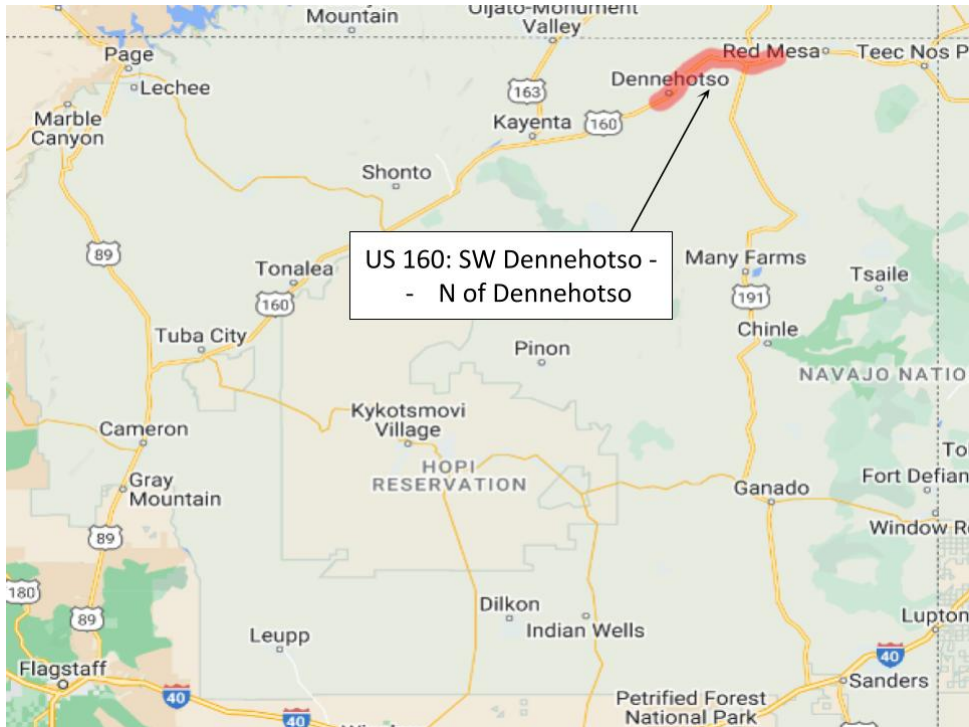 Mountain
Oljato-Monument
Valley
Page
Lechee
Red Mesa
Teec Nos P
Dennehotso
163
Marble
Canyon
Kayenta
160
Shonto
89
US 160: SW Dennehotso -
- N of Dennehotso
Many Farms
Tsaile
Tonalea
160
191
Tuba City
Chinle
Pinon
NAVAJO NATIO
Kykotsmovi
Village
Cameron
To
HOPI
RESERVATION
Gray
Mountain
Fort Defian
Ganado
Window R
89
180
Dilkon
89
Indian Wells
Lupton
Leupp
40
Flagstaff
Sanders
40
Petrified Forest
National Park